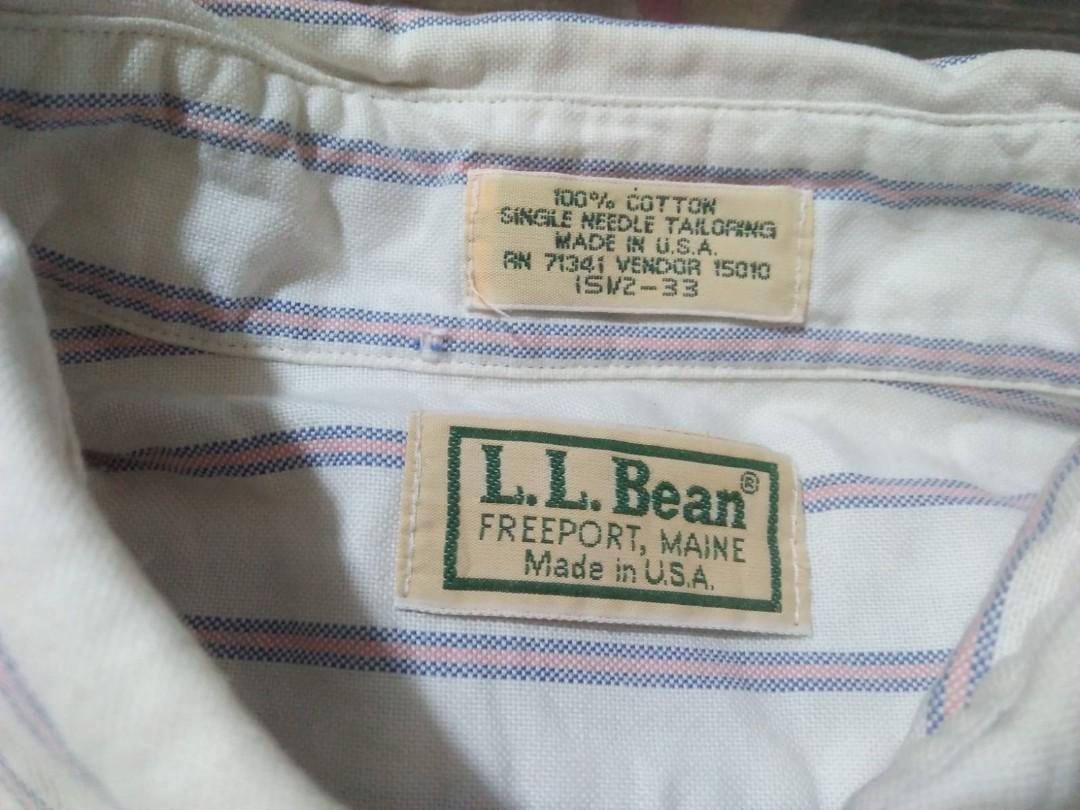 100% COTTON
SINGLE NEEDLE TAILORING
MADE IN U.S.A.
RN 71341 VENDOR 15010
15 1/2-33
L.L.Bean®
FREEPORT, MAINE
Made in U.S.A.